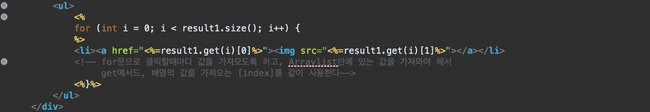 <ul>
<%
for (int i = 0; i < result1.size(); i++) {
%>
<li><a href="<%=result1.get(i)[0]%>"><img src="<%=result1.get(i)[1]%>"></a></li>
<!-- for문으로 클릭할때마다 값을 가져오도록 하고, Arraylist안에 있는 값을 가져와야 해서
get메서드, 배열의 값을 가져오는 [index]를 같이 사용한다-->
<%}%>
</ul>
</div>